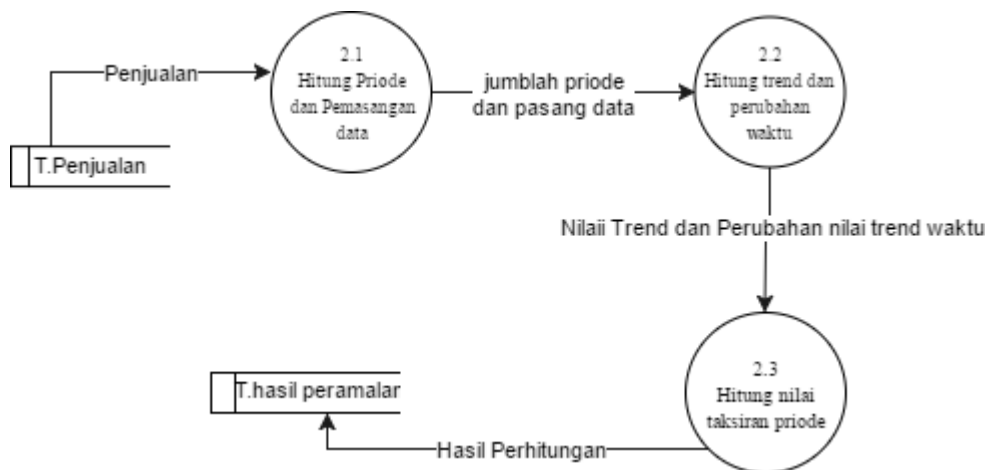 2.1
Hitung Priode
dan Pemasangan
data
Penjualan
T.Penjualan
jumblah priode
dan pasang data
2.2
Hitung trend dan
perubahan
waktu
Nilaii Trend dan Perubahan nilai trend waktu
2.3
Hitung nilai
taksiran priode
T.hasil peramalar
Hasil Perhitungan